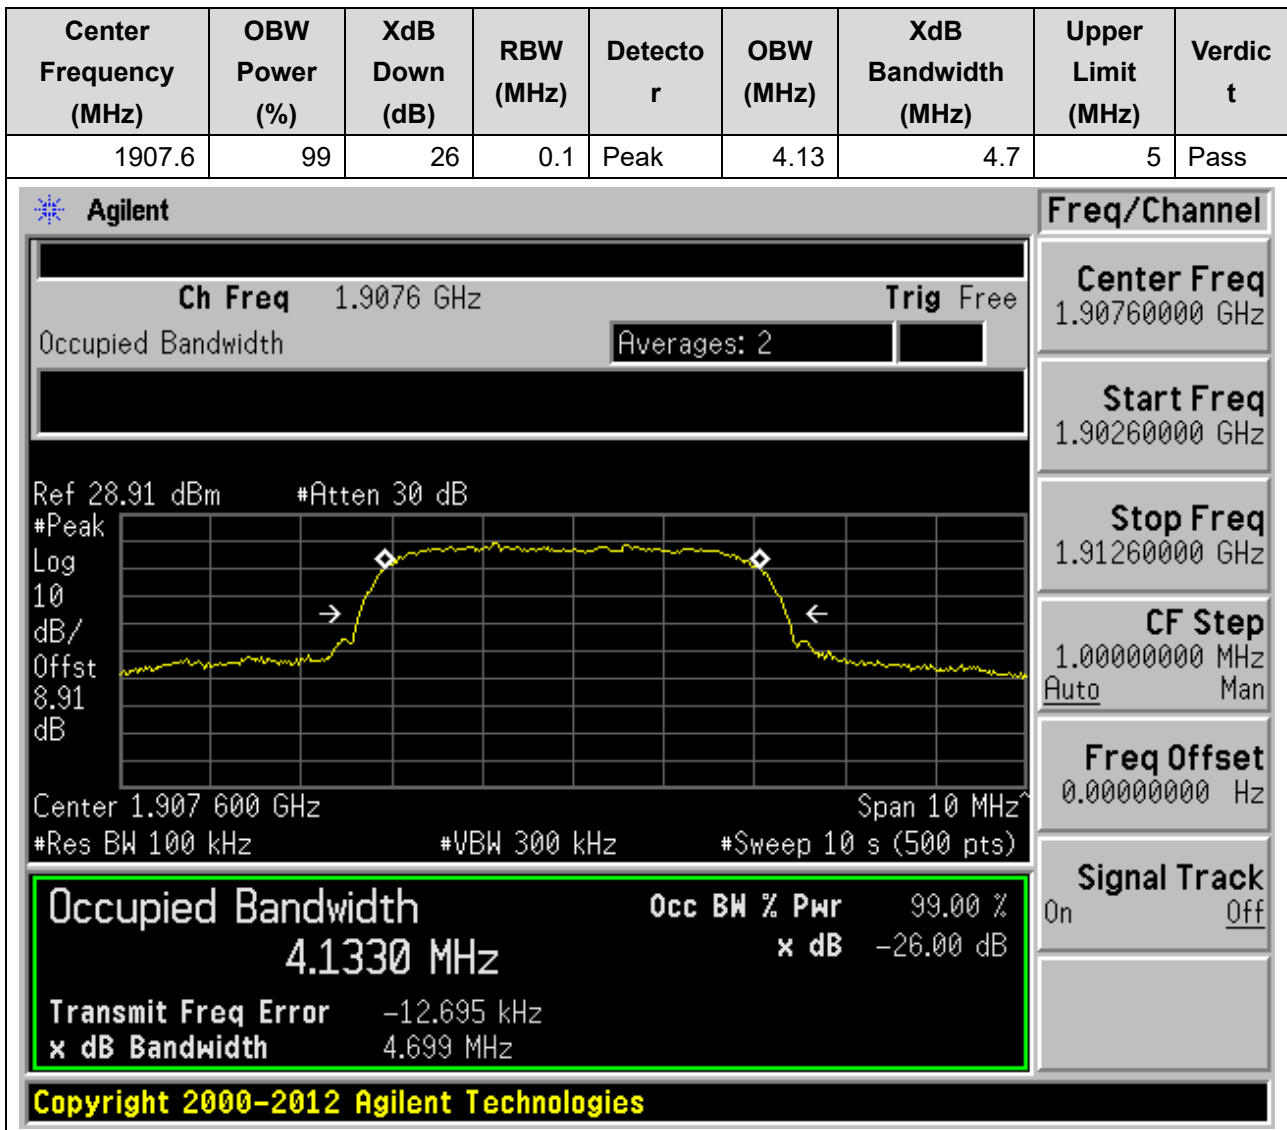 Center Frequency (MHz) OBW Power (%) XdB Down (dB) RBW (MHz) Detecto r OBW (MHz) XdB Bandwidth (MHz) Upper Limit (MHz) Verdic t
1907.6 99 26 0.1 Peak 4.13 4.7 5 Pass
Agilent
Freq/Channel
Ch Freq 1.9076 GHz Trig Free
Occupied Bandwidth Averages: 2
Center Freq
1.90760000 GHz
Start Freq
1.90260000 GHz
Stop Freq
1.91260000 GHz
CF Step
1.00000000 MHz
Auto Man
Freq Offset
0.00000000 Hz
Signal Track
On Off
Ref 28.91 dBm #Atten 30 dB
#Peak
Log
10
dB/
Offst
8.91
dB
Center 1.907 600 GHz Span 10 MHz^
#Res BW 100 kHz #VBW 300 kHz #Sweep 10 s (500 pts)
Occupied Bandwidth Occ BW % Pwr 99.00 %
4.1330 MHz x dB -26.00 dB
Transmit Freq Error -12.695 kHz
x dB Bandwidth 4.699 MHz
Copyright 2000-2012 Agilent Technologies